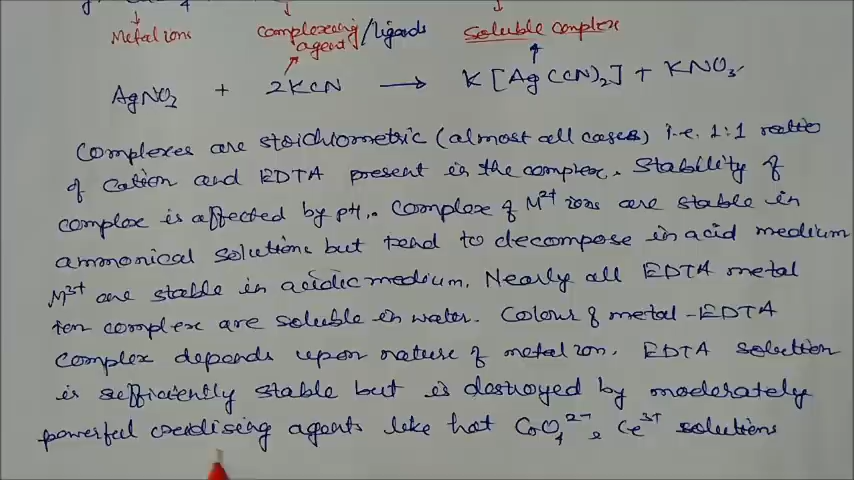 Metal ions complexing agent/ligands soluble complex
AgNO3 + 2KCN → K [Ag(CN)2] + KNO3
Complexes are stoichiometric (almost all cases) i.e. 1:1 ratio
of cation and EDTA present in the complex. Stability of
complex is affected by pH. Complex of M2+ ions are stable in
ammonical solution but tend to decompose in acid medium
M3+ are stable in acidic medium. Nearly all EDTA metal
ion complex are soluble in water. Colour of metal-EDTA
complex depends upon nature of metal ion. EDTA solution
is sufficiently stable but is destroyed by moderately
powerful oxidising agents like hot CrO4 2-, Ce3+ solutions